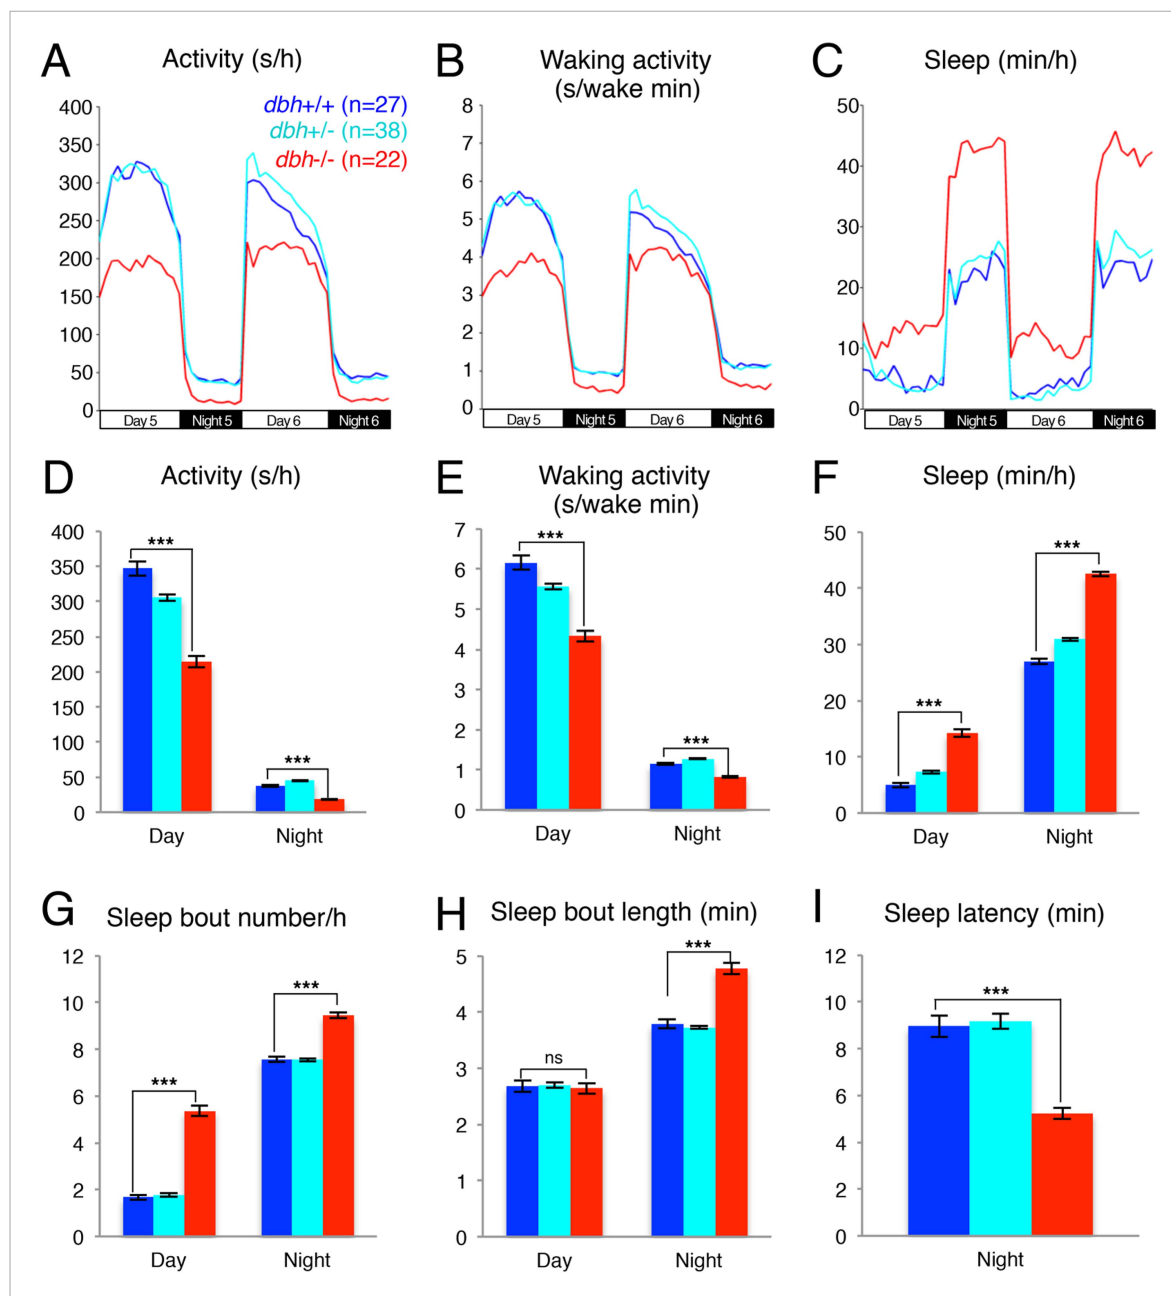 A
Activity (s/h)
400
350
300
250
200
150
100
50
0
dbh+/+ (n=27)
dbh+/- (n=38)
dbh-/- (n=22)
Day 5
Night 5
Day 6
Night 6
B
Waking activity
(s/wake min)
8
7
6
5
4
3
2
1
0
Day 5
Night 5
Day 6
Night 6
C
Sleep (min/h)
50
40
30
20
10
0
Day 5
Night 5
Day 6
Night 6
D
Activity (s/h)
400
350
300
250
200
150
100
50
0
***
***
Day
Night
E
Waking activity
(s/wake min)
7
6
5
4
3
2
1
0
***
***
Day
Night
F
Sleep (min/h)
50
40
30
20
10
0
***
***
Day
Night
G
Sleep bout number/h
12
10
8
6
4
2
0
***
***
Day
Night
H
Sleep bout length (min)
5
4
3
2
1
0
ns
***
Day
Night
I
Sleep latency (min)
12
10
8
6
4
2
0
***
Night